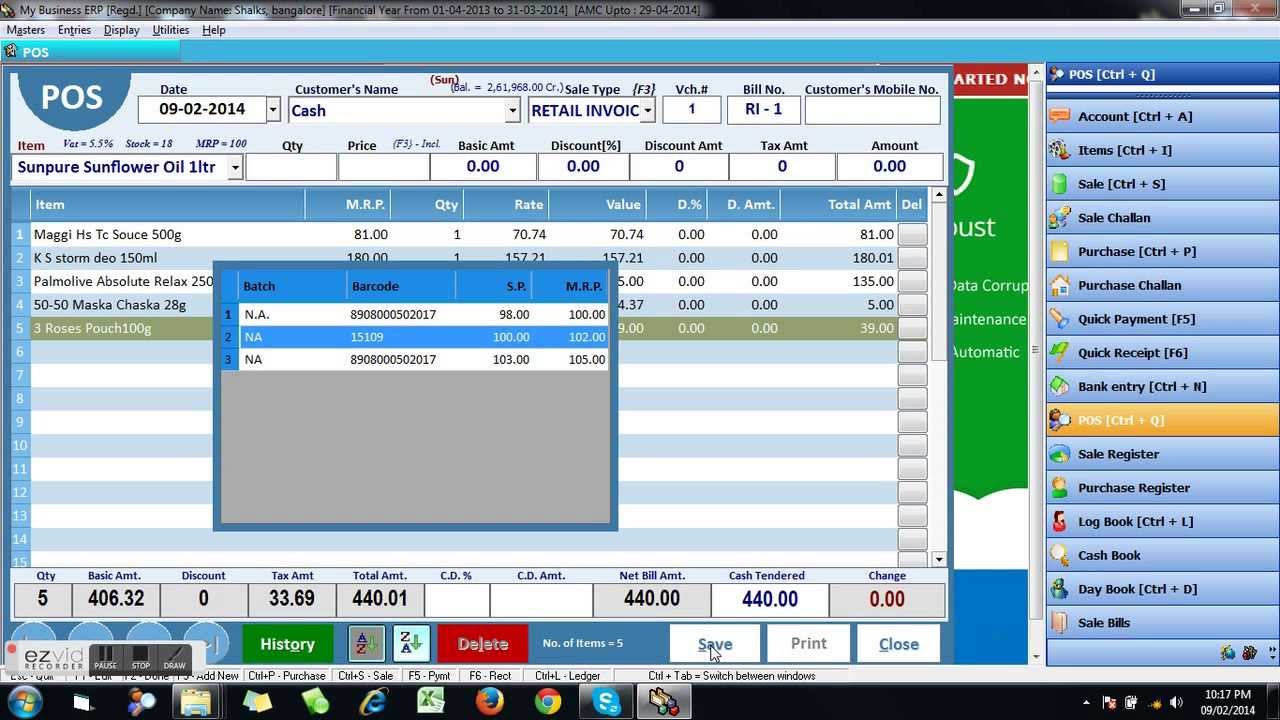 My Business ERP [Regd.] [Company Name: Shalks, bangalore] [Financial Year From 01-04-2013 to 31-03-2014] [AMC Upto : 29-04-2014]
Masters Entries Display Utilities Help
POS
POS
(Sun) (Bal. = 2,61,968.00 Cr.)
Date Customer's Name Sale Type {F3} Vch.# Bill No. Customer's Mobile No.
09-02-2014 Cash RETAIL INVOIC 1 RI - 1
Item Vat = 5.5% Stock = 18 MRP = 100 Qty Price (F3) - Incl. Basic Amt Discount[%] Discount Amt Tax Amt Amount
Sunpure Sunflower Oil 1ltr 0.00 0.00 0 0 0.00
Item M.R.P. Qty Rate Value D.% D. Amt. Total Amt Del
1 Maggi Hs Tc Souce 500g 81.00 1 70.74 70.74 0.00 0.00 81.00
2 K S storm deo 150ml 180.00 1 157.21 157.21 0.00 0.00 180.01
3 Palmolive Absolute Relax 250 5.00 0.00 0.00 135.00
4 50-50 Maska Chaska 28g 4.37 0.00 0.00 5.00
5 3 Roses Pouch100g 9.00 0.00 0.00 39.00
6
7
8
9
10
11
12
13
14
15
Batch Barcode S.P. M.R.P.
1 N.A. 8908000502017 98.00 100.00
2 NA 15109 100.00 102.00
3 NA 8908000502017 103.00 105.00
Qty Basic Amt. Discount Tax Amt Total Amt. C.D. % C.D. Amt. Net Bill Amt. Cash Tendered Change
5 406.32 0 33.69 440.01 440.00 440.00 0.00
History A Z Z A Delete No. of Items = 5 Save Print Close
ezvid
RECORDER
PAUSE STOP DRAW
Add New Ctrl+P - Purchase Ctrl+S - Sale F5 - Pymt F6 - Rect Ctrl+L - Ledger Ctrl + Tab = Switch between windows
ARTED NO
bust
Data Corrup
aintenance
Automatic
POS [Ctrl + Q]
Account [Ctrl + A]
Items [Ctrl + I]
Sale [Ctrl + S]
Sale Challan
Purchase [Ctrl + P]
Purchase Challan
Quick Payment [F5]
Quick Receipt [F6]
Bank entry [Ctrl + N]
POS [Ctrl + Q]
Sale Register
Purchase Register
Log Book [Ctrl + L]
Cash Book
Day Book [Ctrl + D]
Sale Bills
10:17 PM
09/02/2014